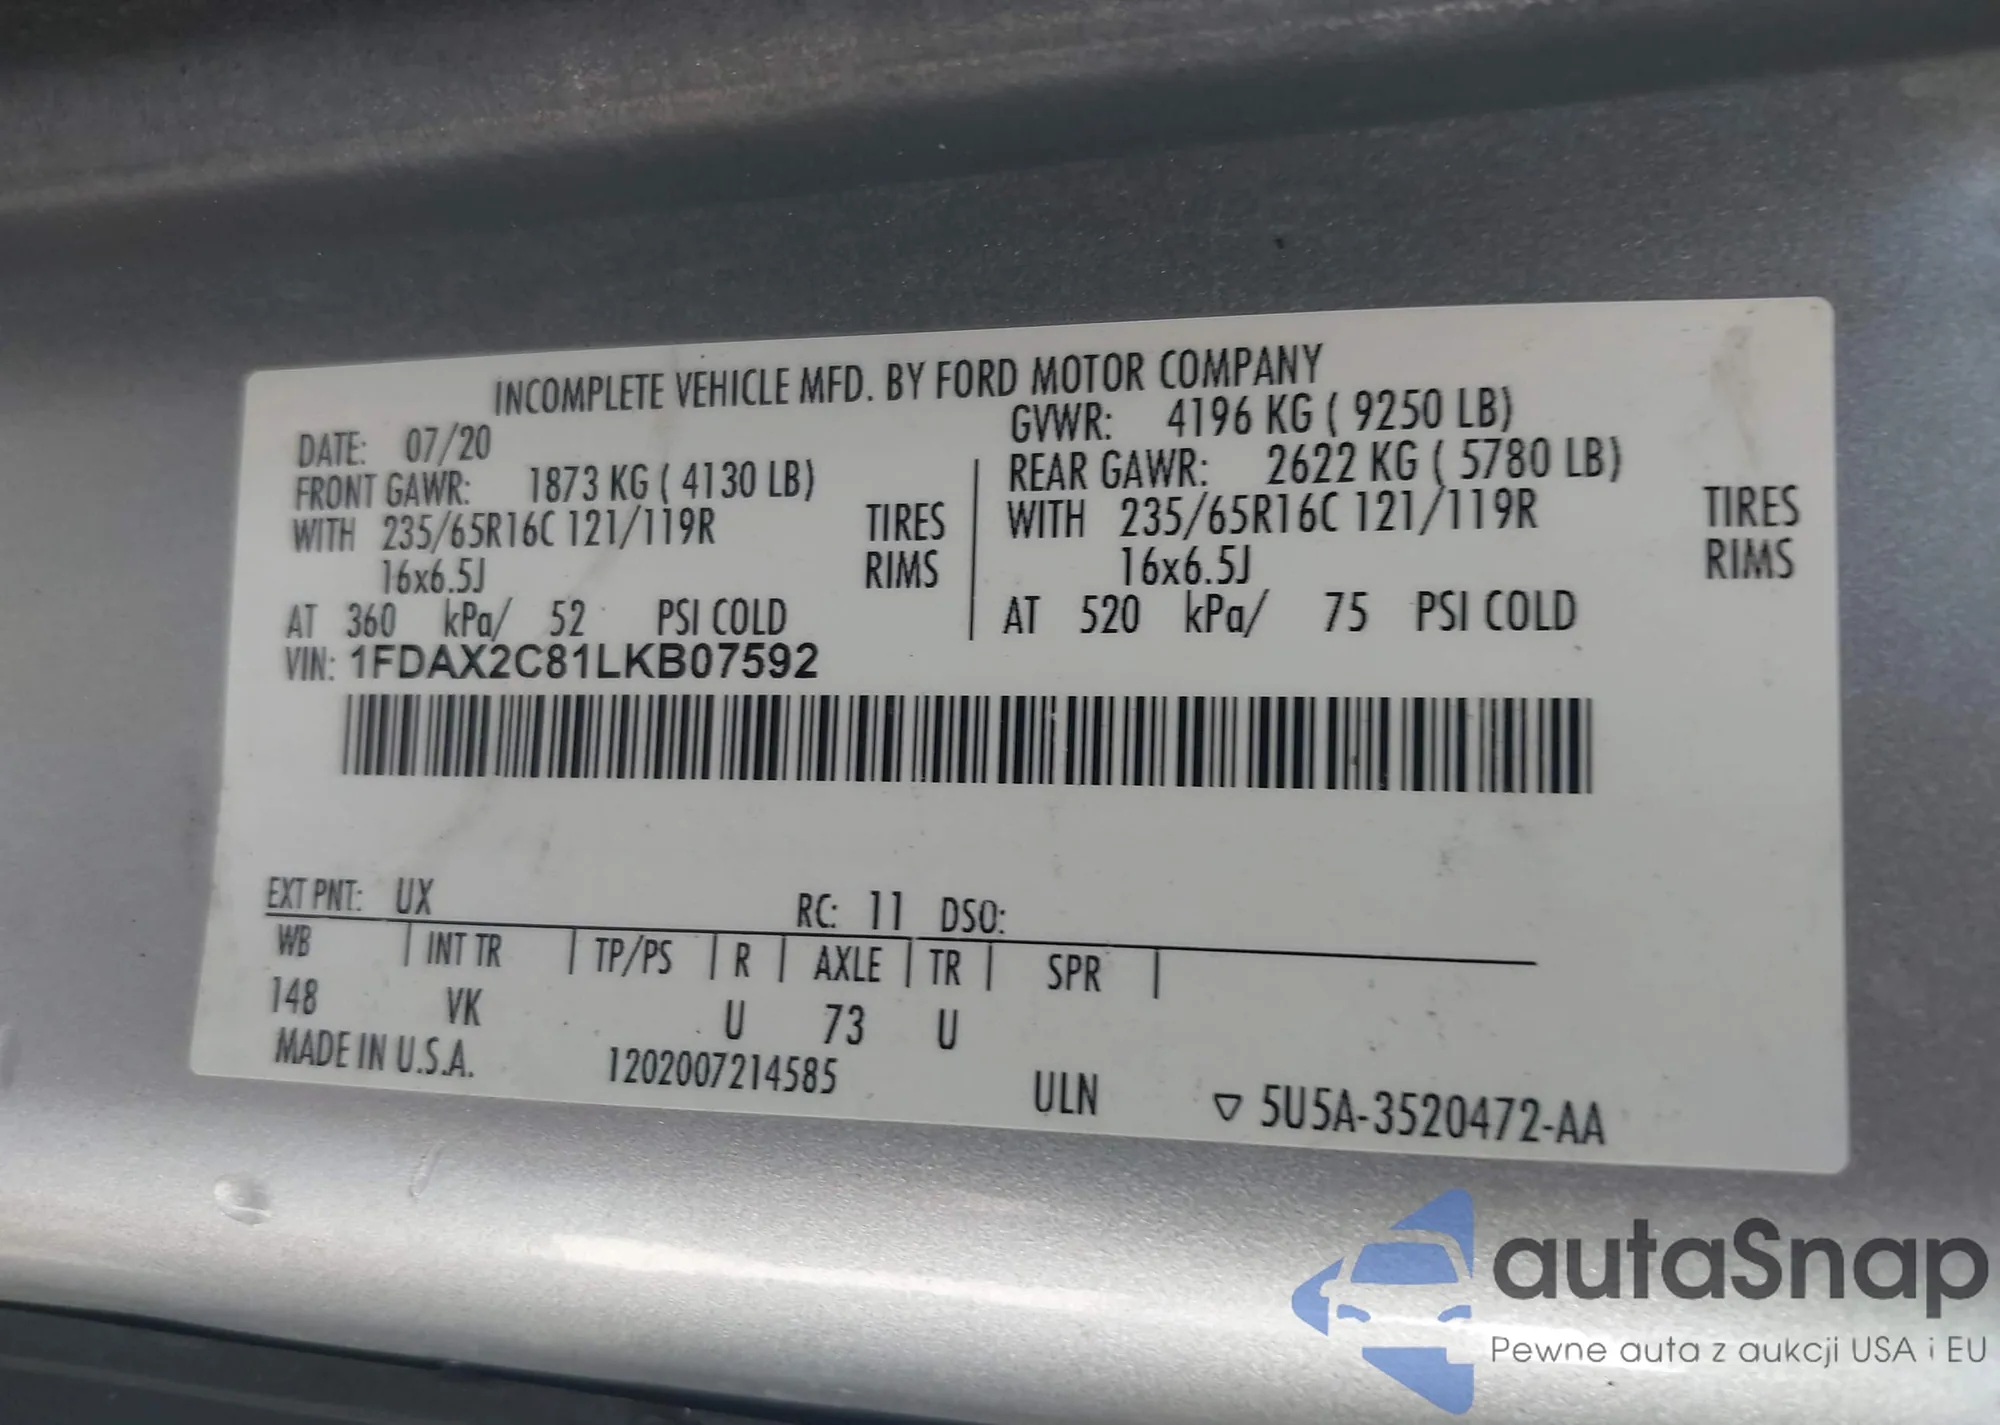 INCOMPLETE VEHICLE MFD. BY FORD MOTOR COMPANY
DATE: 07/20
GVWR: 4196 KG ( 9250 LB)
FRONT GAWR: 1873 KG ( 4130 LB)
REAR GAWR: 2622 KG ( 5780 LB)
WITH 235/65R16C 121/119R TIRES
WITH 235/65R16C 121/119R TIRES
16x6.5J RIMS
16x6.5J RIMS
AT 360 kPa/ 52 PSI COLD
AT 520 kPa/ 75 PSI COLD
VIN: 1FDAX2C81LKB07592
EXT PNT: UX RC: 11 DSO:
WB INT TR TP/PS R AXLE TR SPR
148 VK U 73 U
MADE IN U.S.A. 1202007214585 ULN ▽ 5U5A-3520472-AA
autaSnap
Pewne auta z aukcji USA i EU